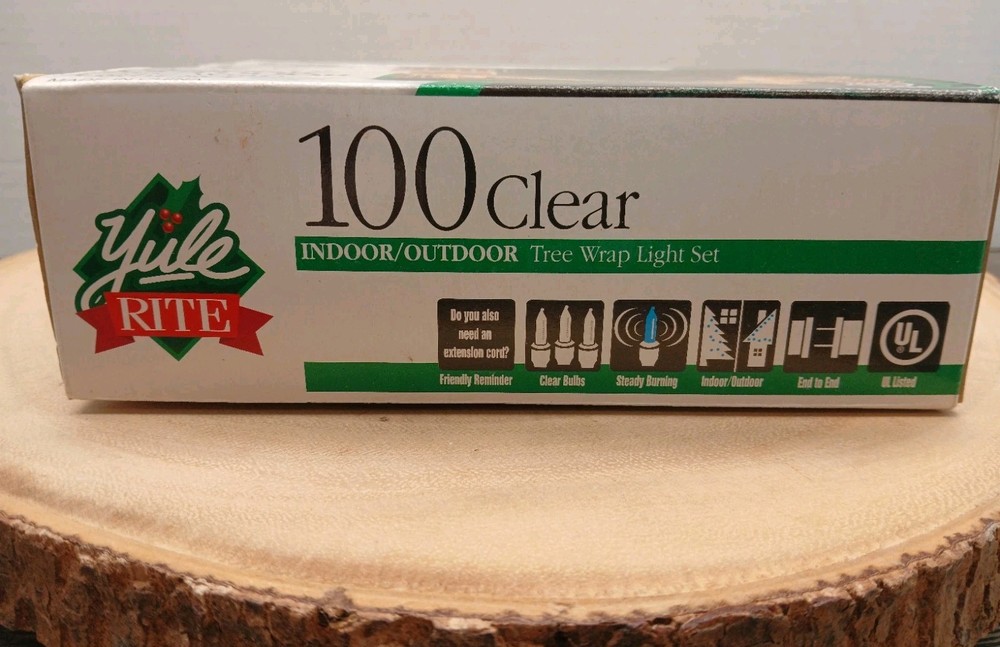 Yule
RITE
100 Clear
INDOOR/OUTDOOR Tree Wrap Light Set
Do you also
need an
extension cord?
Friendly Reminder
Clear Bulbs
Steady Burning
Indoor/Outdoor
End to End
UL
®
UL Listed